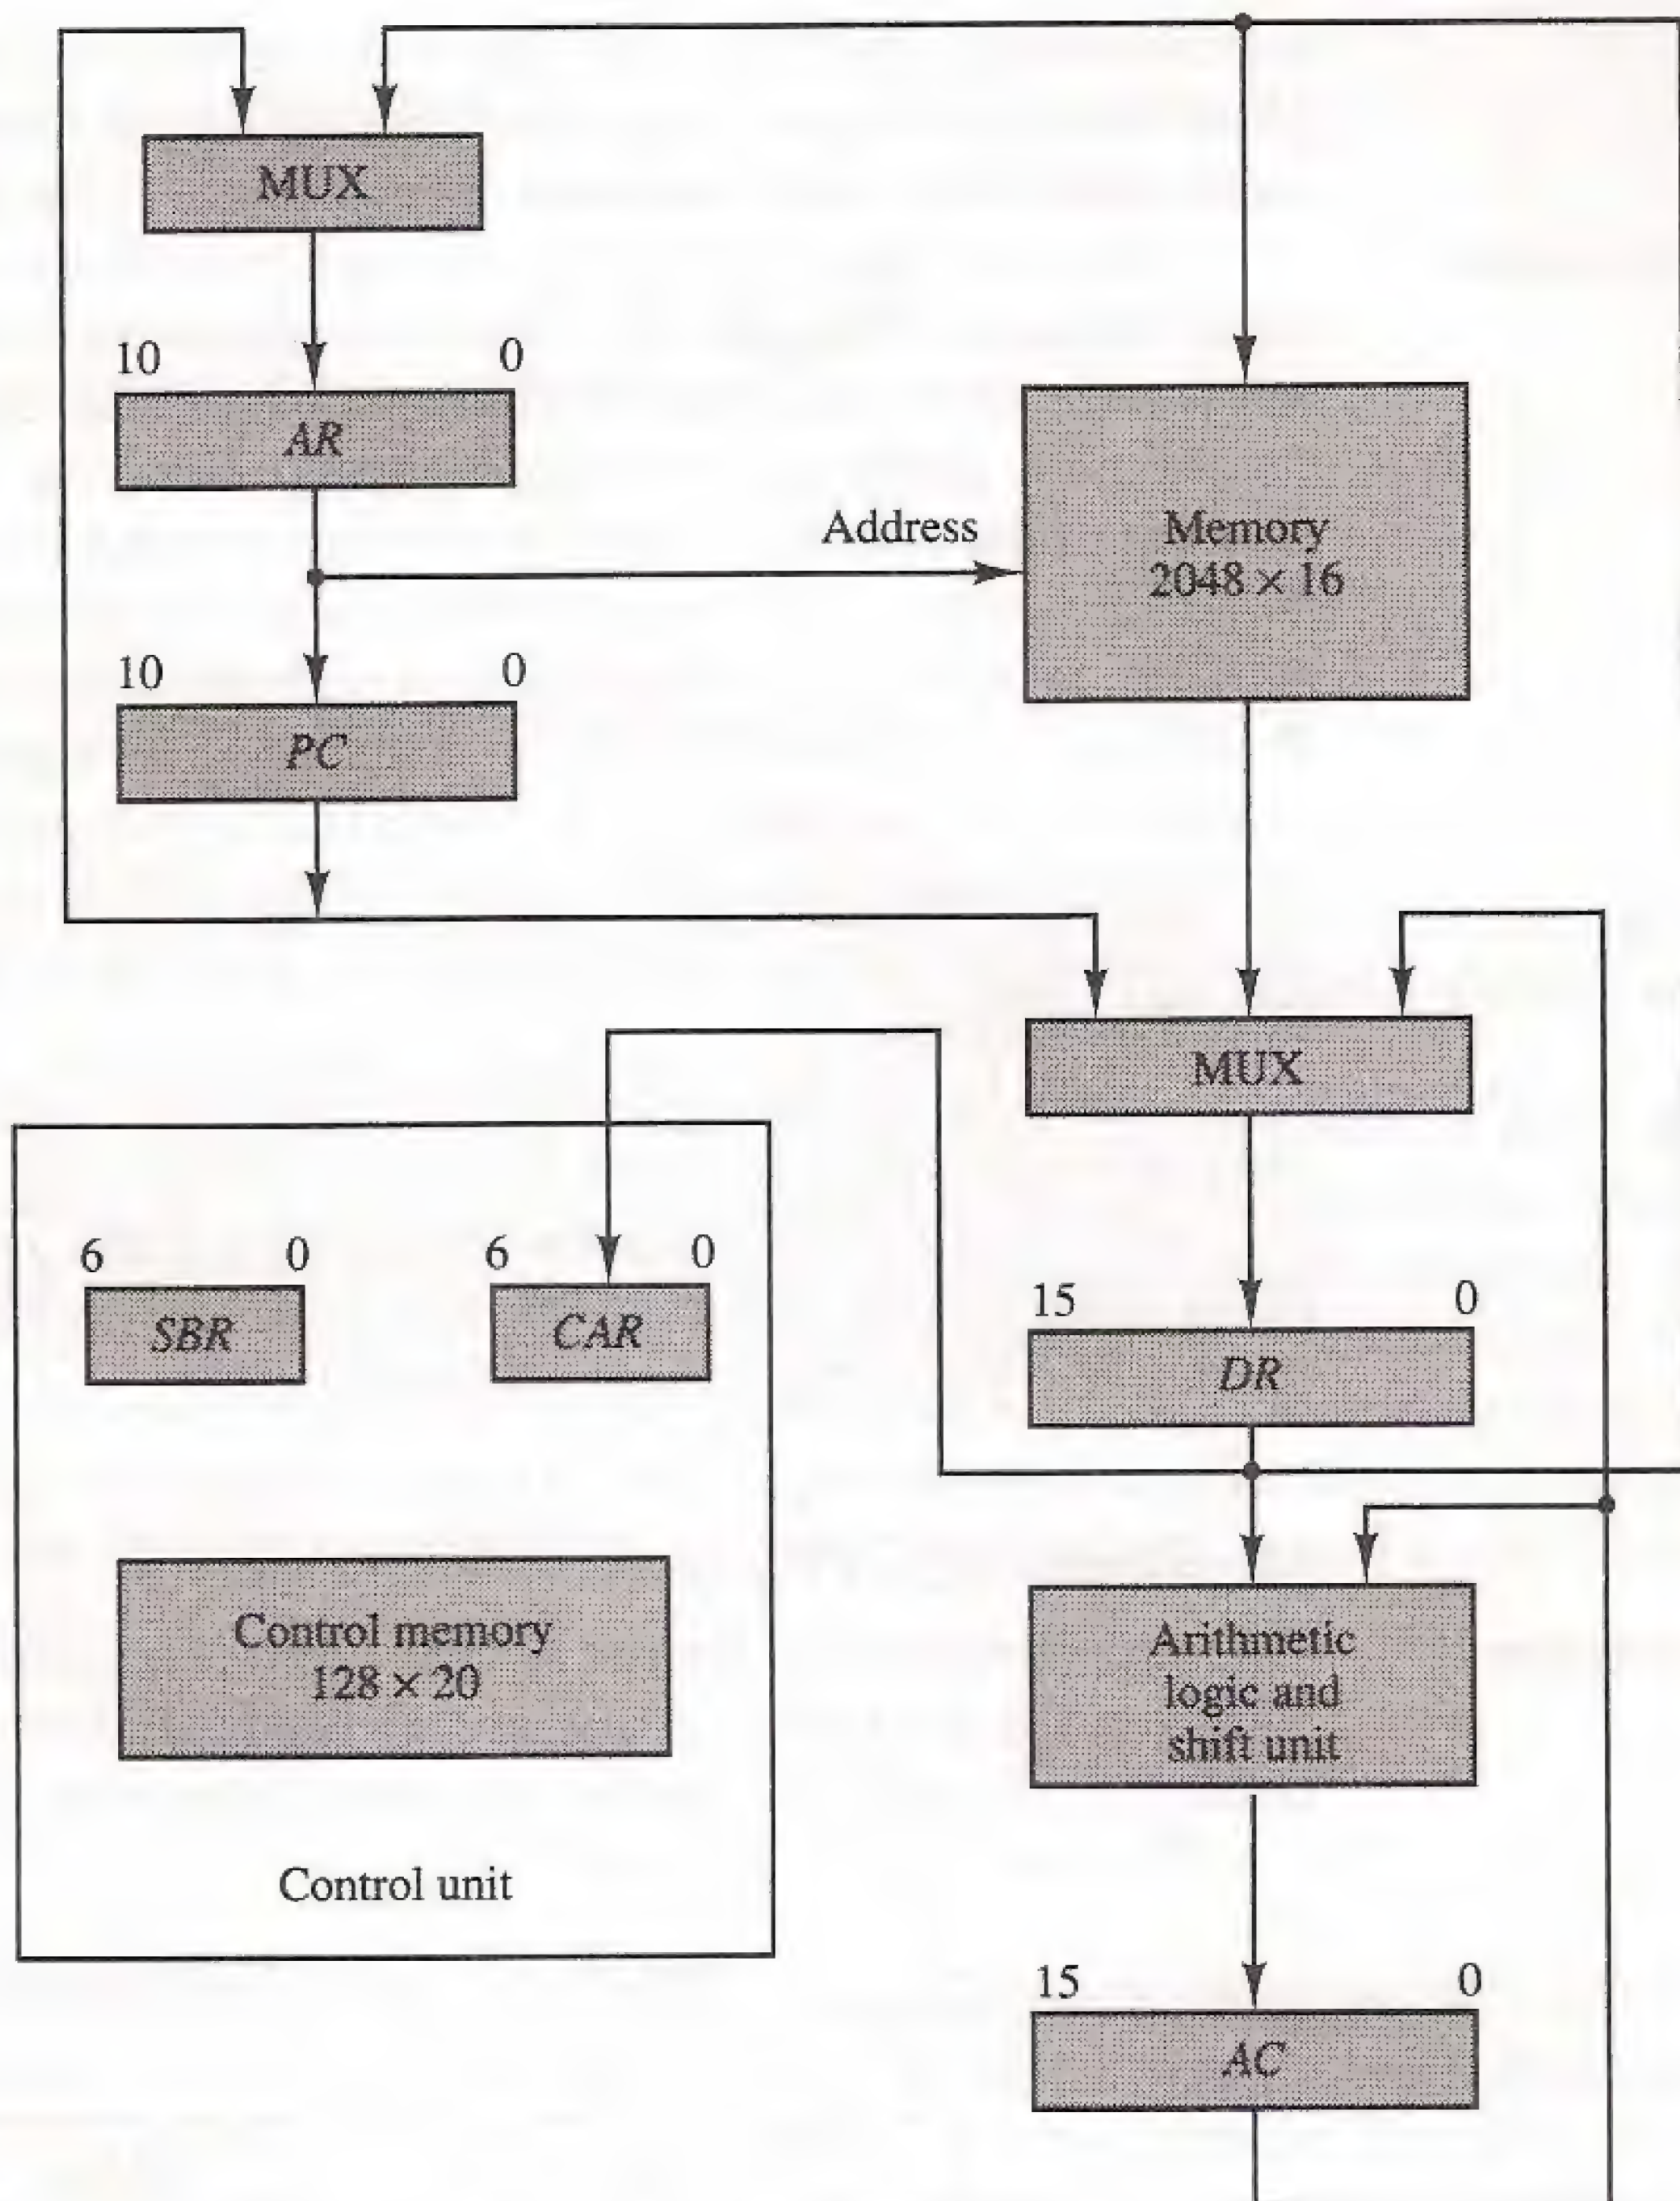 MUX
10 0
AR
Address
Memory
2048 × 16
10 0
PC
MUX
6 0
SBR
6 0
CAR
15 0
DR
Control memory
128 × 20
Control unit
Arithmetic
logic and
shift unit
15 0
AC